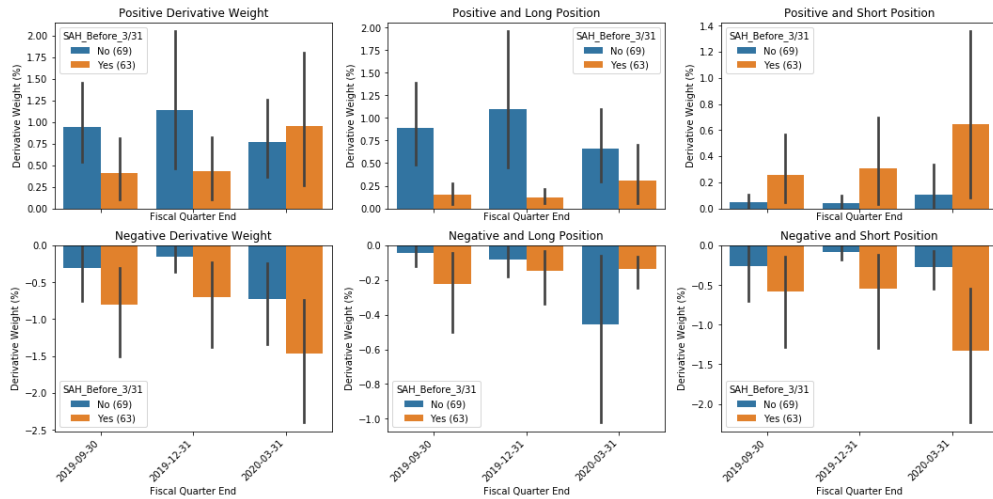 Positive Derivative Weight
Derivative Weight (%)
2.00
1.75
1.50
1.25
1.00
0.75
0.50
0.25
0.00
SAH_Before_3/31
No (69)
Yes (63)
Fiscal Quarter End
Positive and Long Position
Derivative Weight (%)
2.00
1.75
1.50
1.25
1.00
0.75
0.50
0.25
0.00
SAH_Before_3/31
No (69)
Yes (63)
Fiscal Quarter End
Positive and Short Position
Derivative Weight (%)
1.4
1.2
1.0
0.8
0.6
0.4
0.2
0.0
SAH_Before_3/31
No (69)
Yes (63)
Fiscal Quarter End
Negative Derivative Weight
Derivative Weight (%)
0.0
−0.5
−1.0
−1.5
−2.0
−2.5
SAH_Before_3/31
No (69)
Yes (63)
2019-09-30
2019-12-31
2020-03-31
Fiscal Quarter End
Negative and Long Position
Derivative Weight (%)
0.0
−0.2
−0.4
−0.6
−0.8
−1.0
SAH_Before_3/31
No (69)
Yes (63)
2019-09-30
2019-12-31
2020-03-31
Fiscal Quarter End
Negative and Short Position
Derivative Weight (%)
0.0
−0.5
−1.0
−1.5
−2.0
SAH_Before_3/31
No (69)
Yes (63)
2019-09-30
2019-12-31
2020-03-31
Fiscal Quarter End